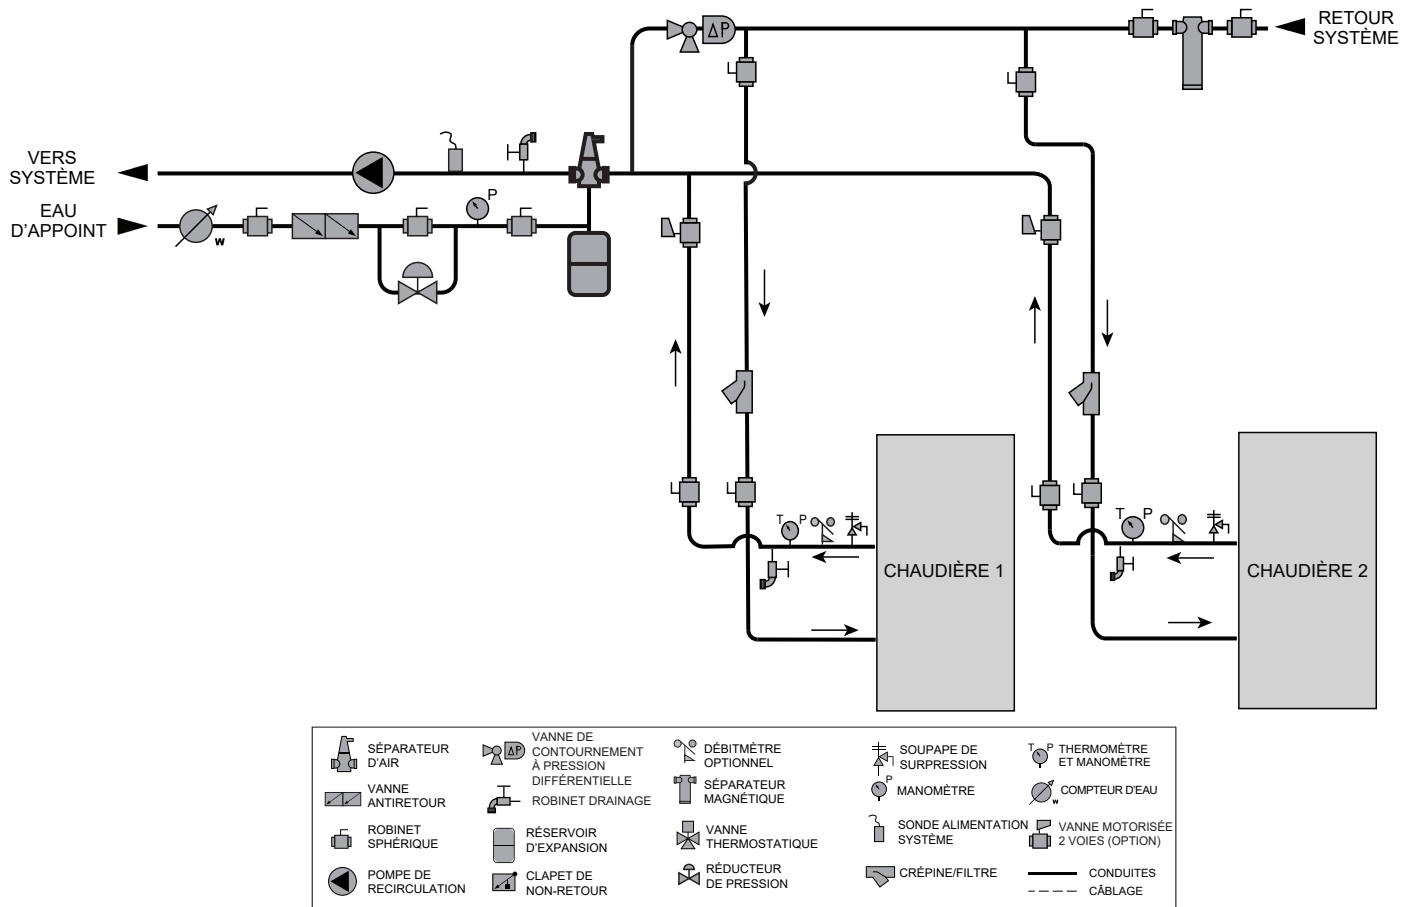 RETOUR
SYSTÈME
ΔP
VERS
SYSTÈME
EAU
D'APPOINT
P
W
T P
T P
CHAUDIÈRE 1
CHAUDIÈRE 2
SÉPARATEUR
D'AIR
VANNE
ANTIRETOUR
ROBINET
SPHÉRIQUE
POMPE DE
RECIRCULATION
ΔP
VANNE DE
CONTOURNEMENT
À PRESSION
DIFFÉRENTIELLE
ROBINET DRAINAGE
RÉSERVOIR
D'EXPANSION
CLAPET DE
NON-RETOUR
DÉBITMÈTRE
OPTIONNEL
SÉPARATEUR
MAGNÉTIQUE
VANNE
THERMOSTATIQUE
RÉDUCTEUR
DE PRESSION
SOUPAPE DE
SURPRESSION
P
MANOMÈTRE
SONDE ALIMENTATION
SYSTÈME
CRÉPINE/FILTRE
T P
THERMOMÈTRE
ET MANOMÈTRE
W
COMPTEUR D'EAU
VANNE MOTORISÉE
2 VOIES (OPTION)
CONDUITES
CÂBLAGE